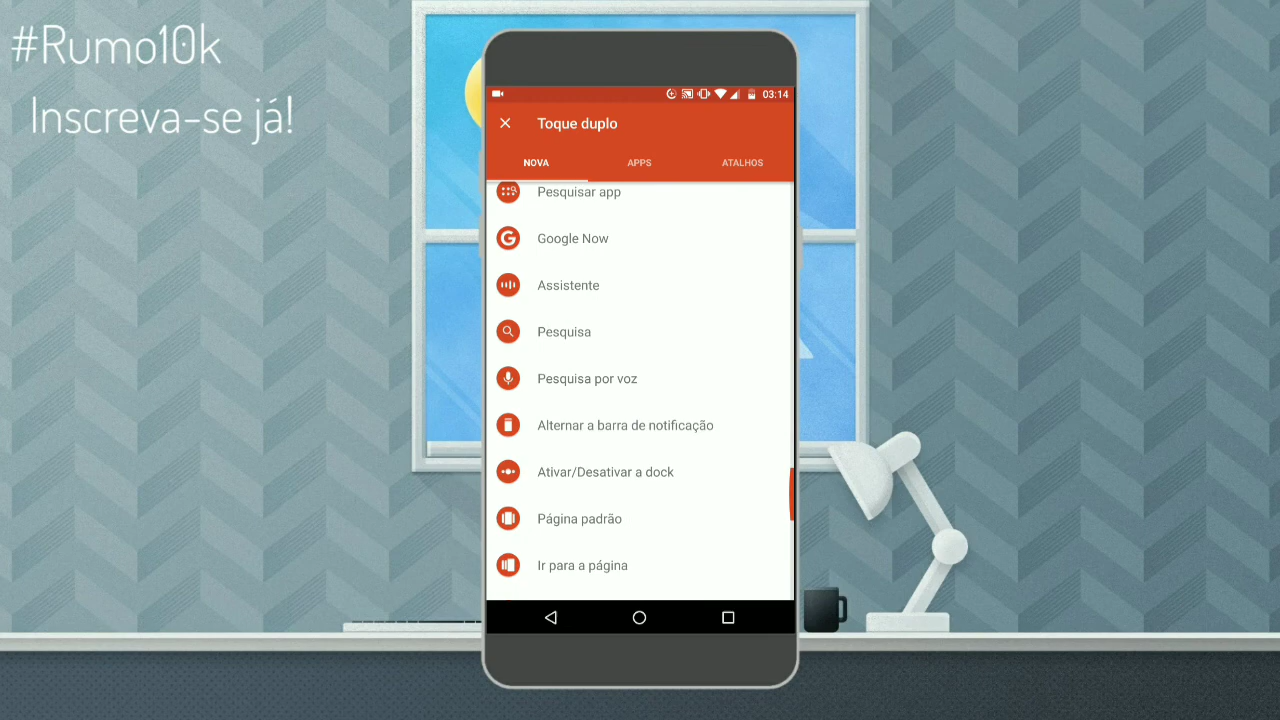 #Rumo10k
Inscreva-se já!
03:14
Toque duplo
NOVA
APPS
ATALHOS
Pesquisar app
Google Now
Assistente
Pesquisa
Pesquisa por voz
Alternar a barra de notificação
Ativar/Desativar a dock
Página padrão
Ir para a página